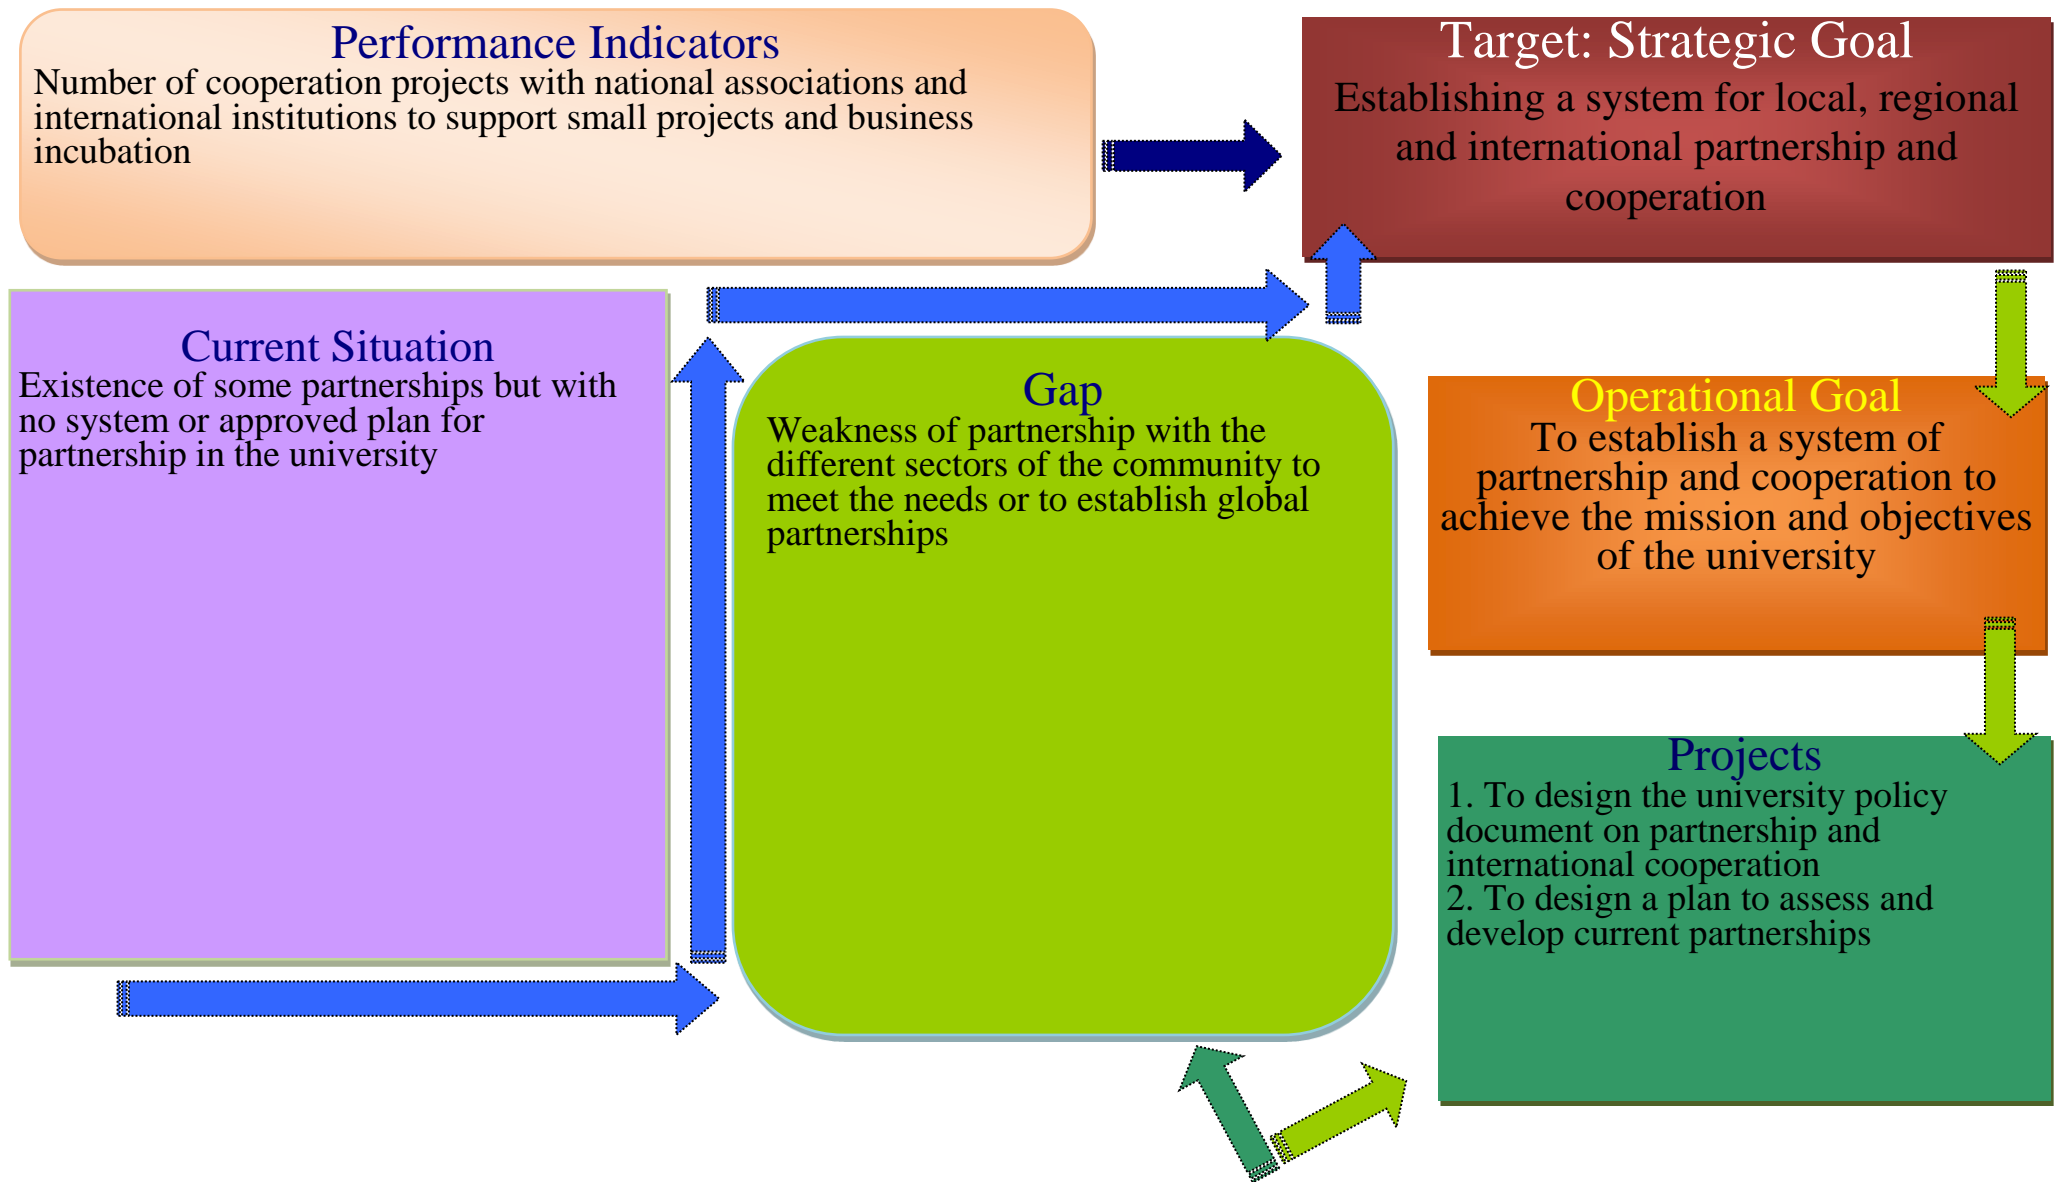 Performance Indicators
Number of cooperation projects with national associations and
international institutions to support small projects and business
incubation
Target: Strategic Goal
Establishing a system for local, regional
and international partnership and
cooperation
Current Situation
Existence of some partnerships but with
no system or approved plan for
partnership in the university
Gap
Weakness of partnership with the
different sectors of the community to
meet the needs or to establish global
partnerships
Operational Goal
To establish a system of
partnership and cooperation to
achieve the mission and objectives
of the university
Projects
1. To design the university policy
document on partnership and
international cooperation
2. To design a plan to assess and
develop current partnerships